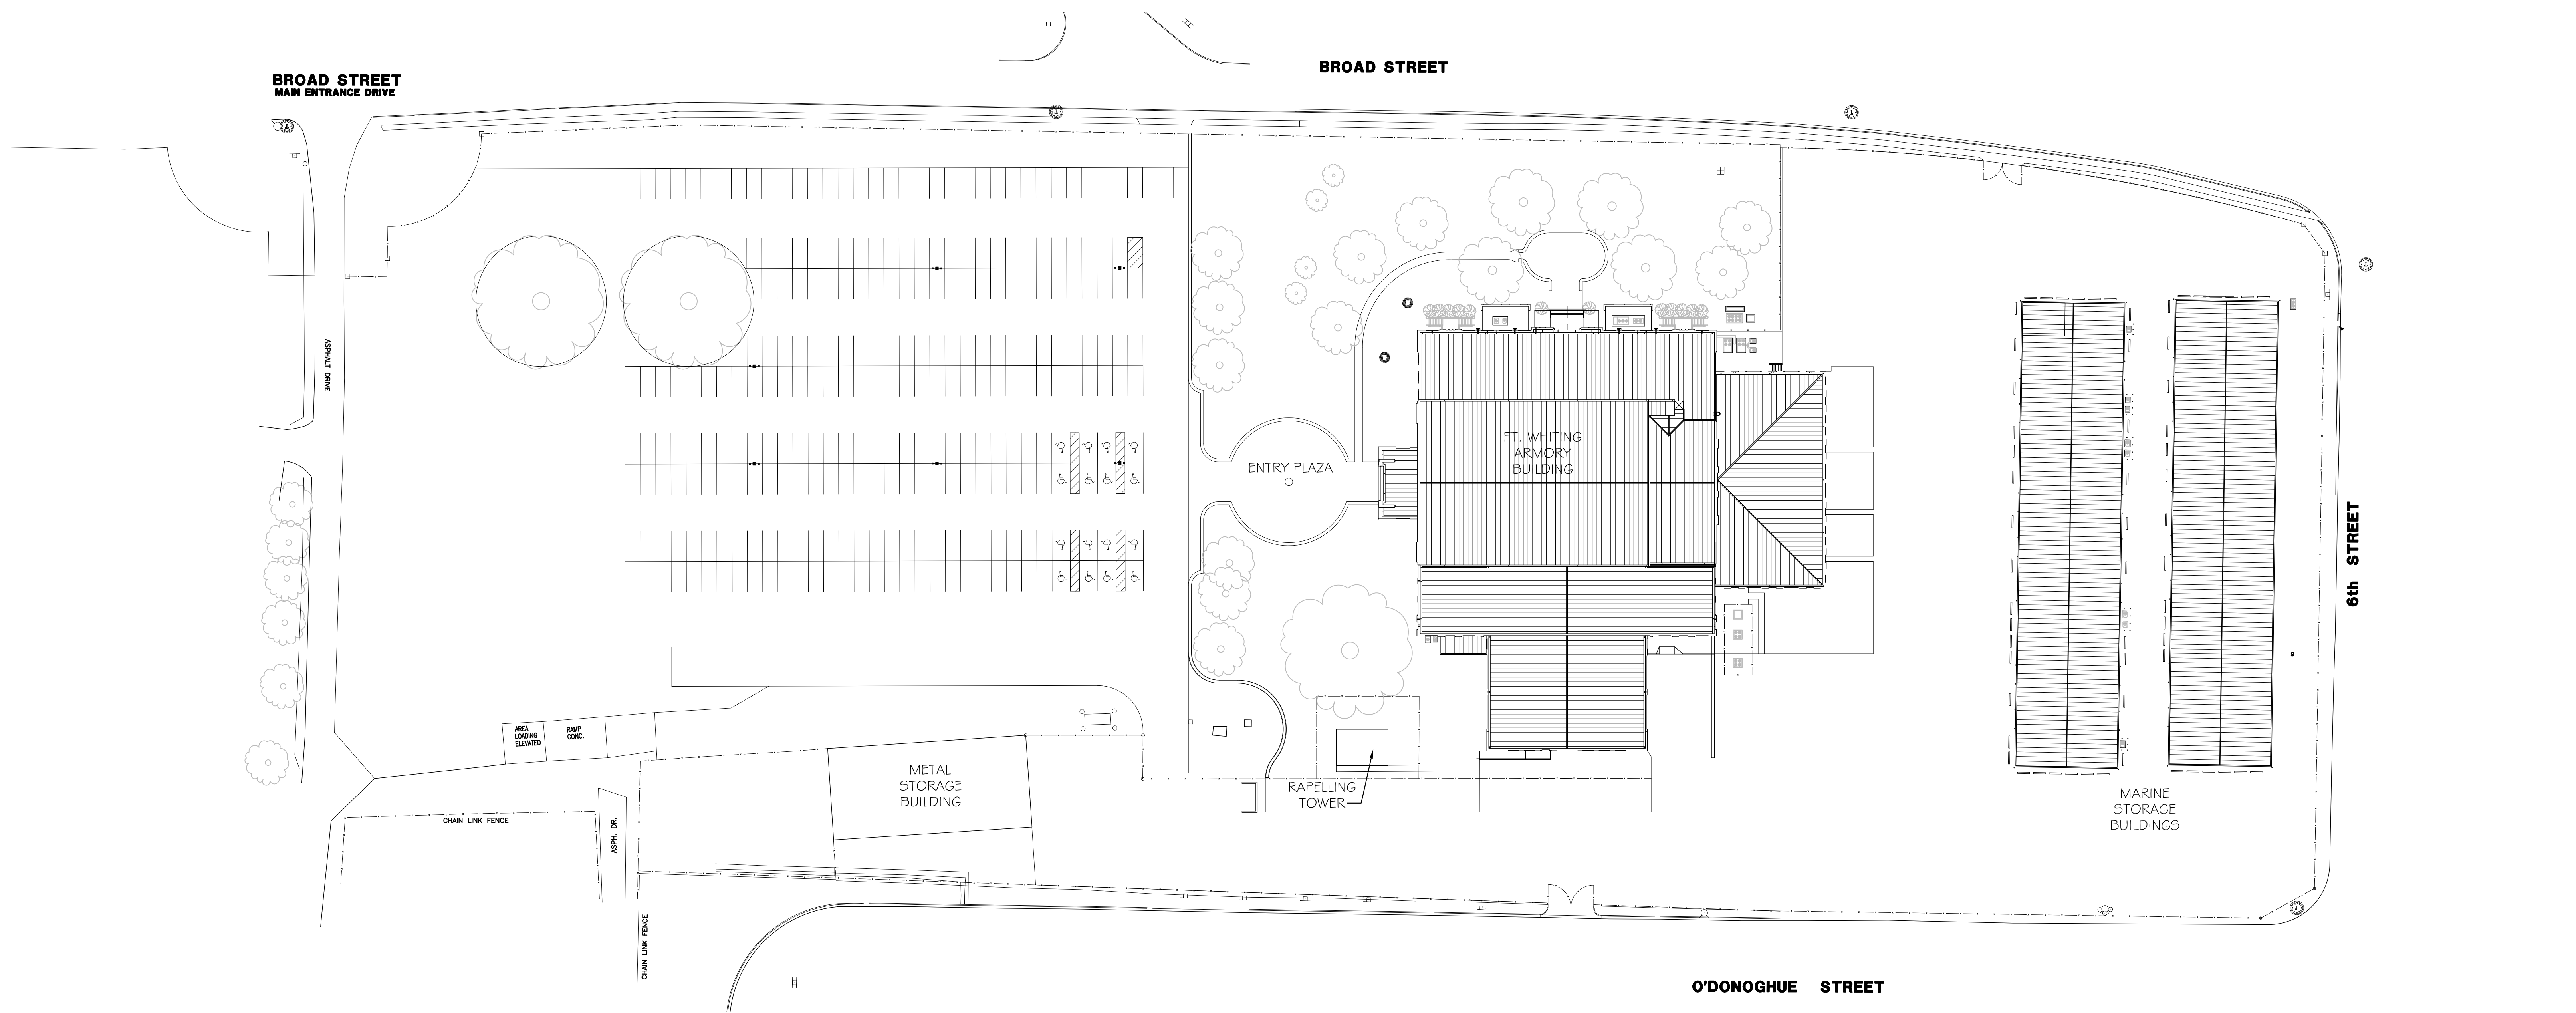 BROAD STREET
MAIN ENTRANCE DRIVE
BROAD STREET
ASPHALT DRIVE
ENTRY PLAZA
FT. WHITING
ARMORY
BUILDING
6th STREET
AREA
LOADING
ELEVATED
RAMP
CONC.
METAL
STORAGE
BUILDING
RAPELLING
TOWER
MARINE
STORAGE
BUILDINGS
CHAIN LINK FENCE
ASPH. DR.
CHAIN LINK FENCE
O'DONOGHUE STREET